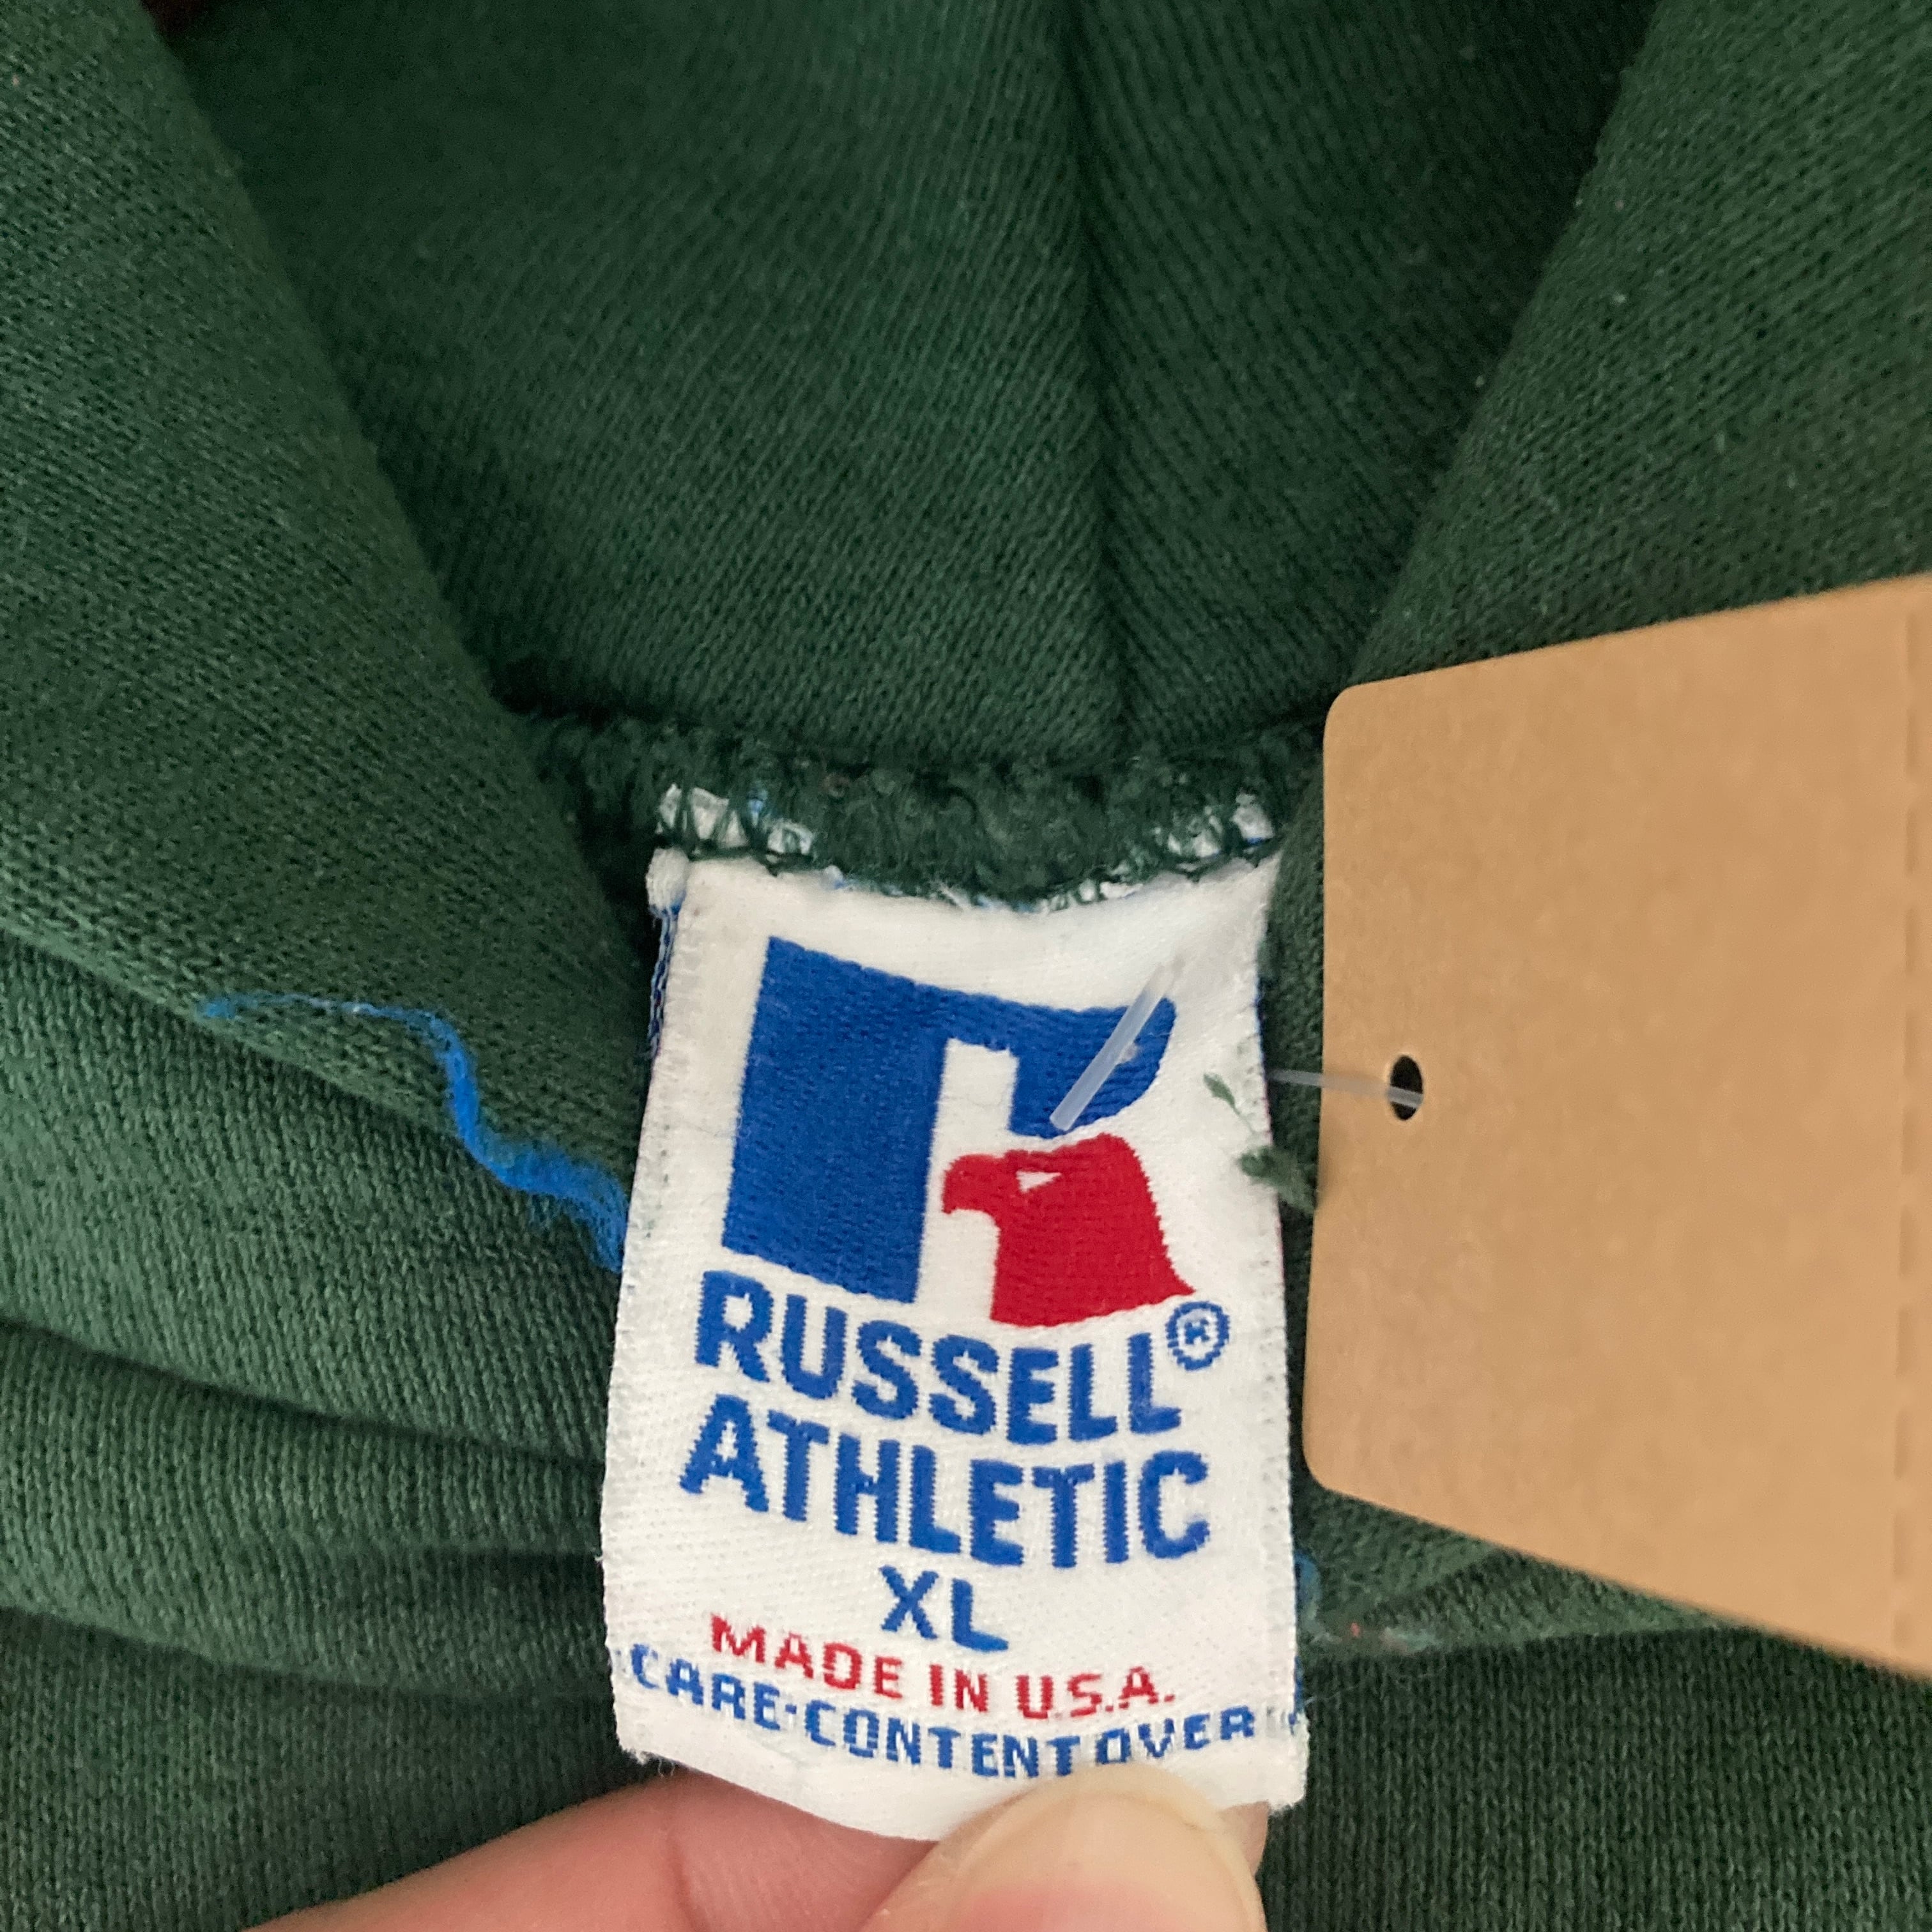 RUSSELL®
ATHLETIC
XL
MADE IN U.S.A.
CARE-CONTENT OVER